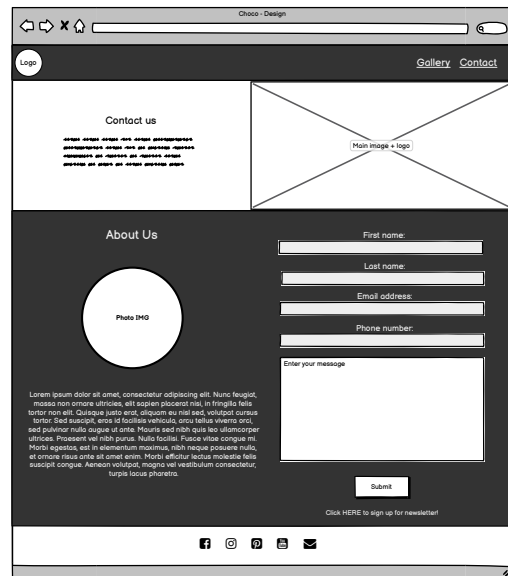 Choco - Design
Logo
Gallery Contact
Contact us
Main image + logo
About Us
Photo IMG
Lorem ipsum dolor sit amet, consectetur adipiscing elit. Nunc feugiat,
massa non ornare ultricies, elit sapien placerat nisi, in fringilla felis
tortor non elit. Quisque justo erat, aliquam eu nisl sed, volutpat cursus
tortor. Sed suscipit, eros id facilisis vehicula, arcu tellus viverra orci,
sed pulvinar nulla augue ut ante. Mauris sed nibh quis leo ullamcorper
ultrices. Praesent vel nibh purus. Nulla facilisi. Fusce vitae congue mi.
Morbi egestas, est in elementum maximus, nibh neque posuere nulla,
et ornare risus ante sit amet enim. Morbi efficitur lectus molestie felis
suscipit congue. Aenean volutpat, magna vel vestibulum consectetur,
turpis lacus pharetra.
First name:
Last name:
Email address:
Phone number:
Enter your message
Submit
Click HERE to sign up for newsletter!